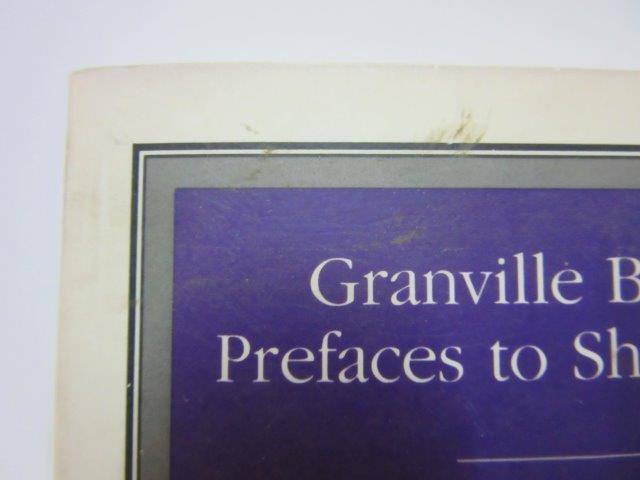 Granville B
Prefaces to Sh